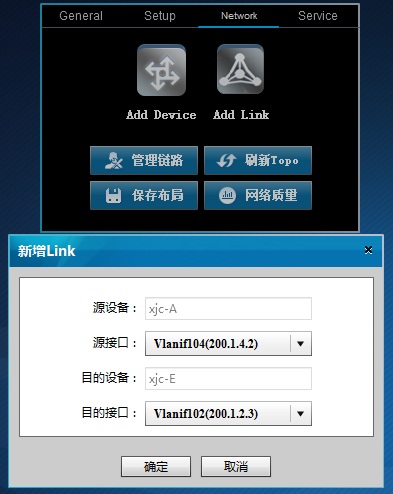 General Setup Network Service
Add Device Add Link
管理链路 刷新Topo
保存布局 网络质量
新增Link ×
源设备： xjc-A
源接口： Vlanif104(200.1.4.2)
目的设备： xjc-E
目的接口： Vlanif102(200.1.2.3)
确定 取消